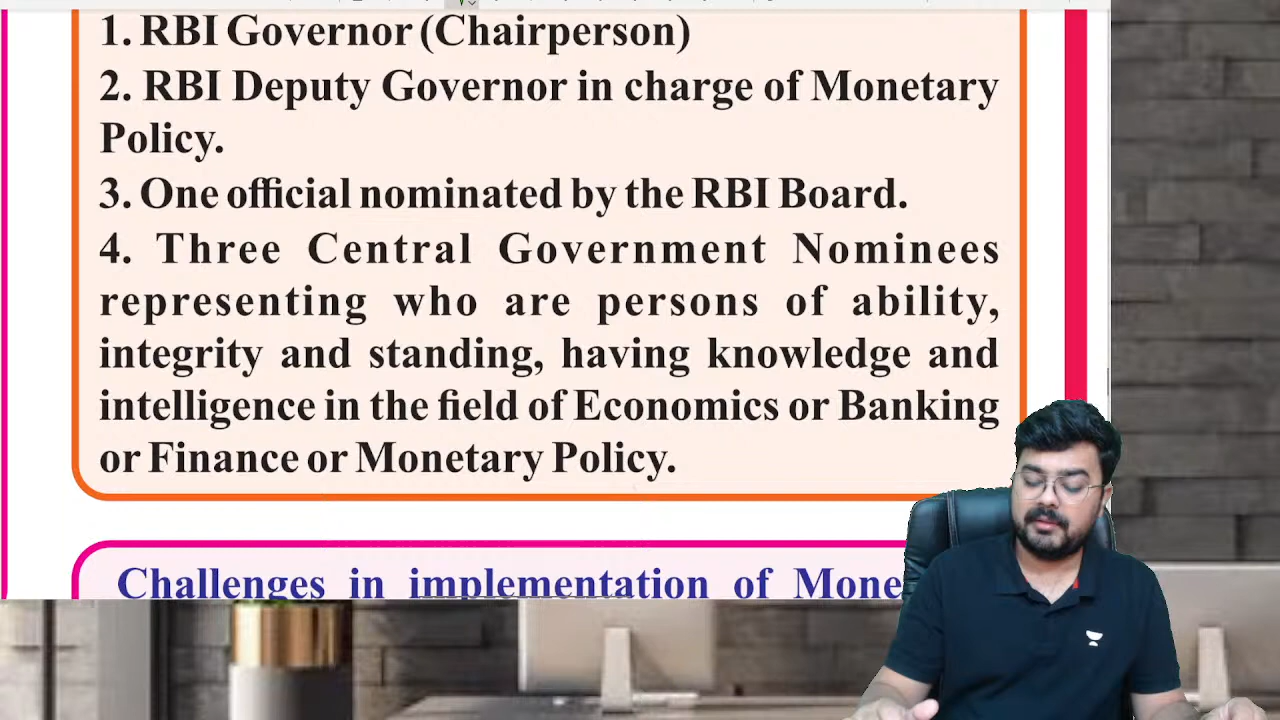 1. RBI Governor (Chairperson)
2. RBI Deputy Governor in charge of Monetary
Policy.
3. One official nominated by the RBI Board.
4. Three Central Government Nominees
representing who are persons of ability,
integrity and standing, having knowledge and
intelligence in the field of Economics or Banking
or Finance or Monetary Policy.
Challenges in implementation of